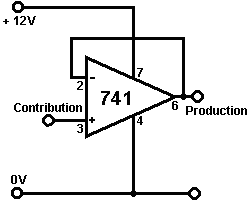 + 12V
7
2
-
741
Contribution
6
Production
3
+
4
0V